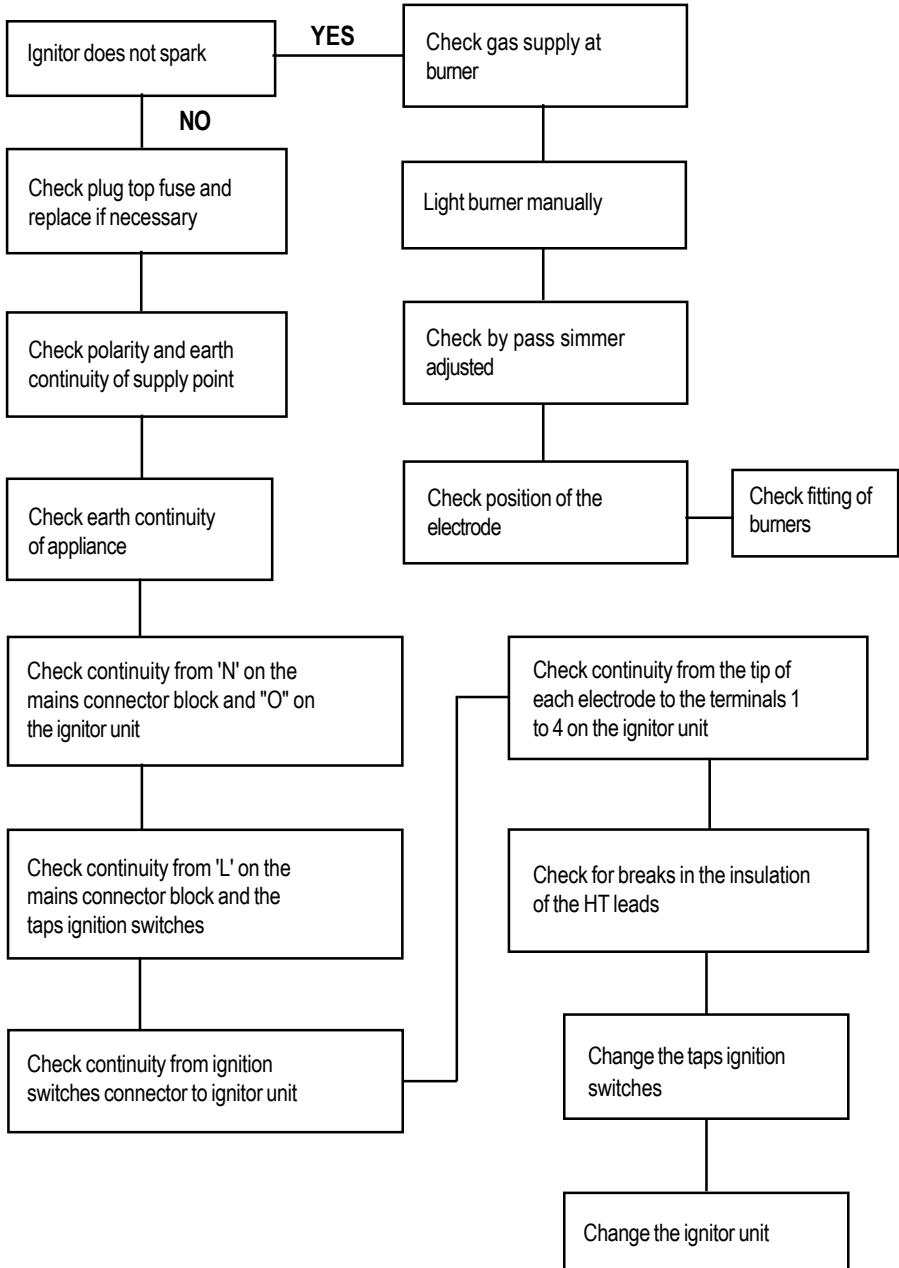 Ignitor does not spark
YES
Check gas supply at
burner
NO
Check plug top fuse and
replace if necessary
Light burner manually
Check polarity and earth
continuity of supply point
Check by pass simmer
adjusted
Check earth continuity
of appliance
Check position of the
electrode
Check fitting of
burners
Check continuity from 'N' on the
mains connector block and "O" on
the ignitor unit
Check continuity from 'L' on the
mains connector block and the
taps ignition switches
Check continuity from ignition
switches connector to ignitor unit
Check continuity from the tip of
each electrode to the terminals 1
to 4 on the ignitor unit
Check for breaks in the insulation
of the HT leads
Change the taps ignition
switches
Change the ignitor unit